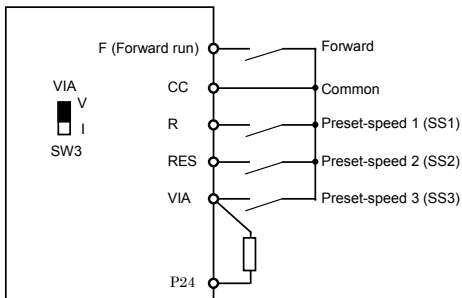 F (Forward run) Forward
VIA
V
I
SW3
CC Common
R Preset-speed 1 (SS1)
RES Preset-speed 2 (SS2)
VIA Preset-speed 3 (SS3)
P24